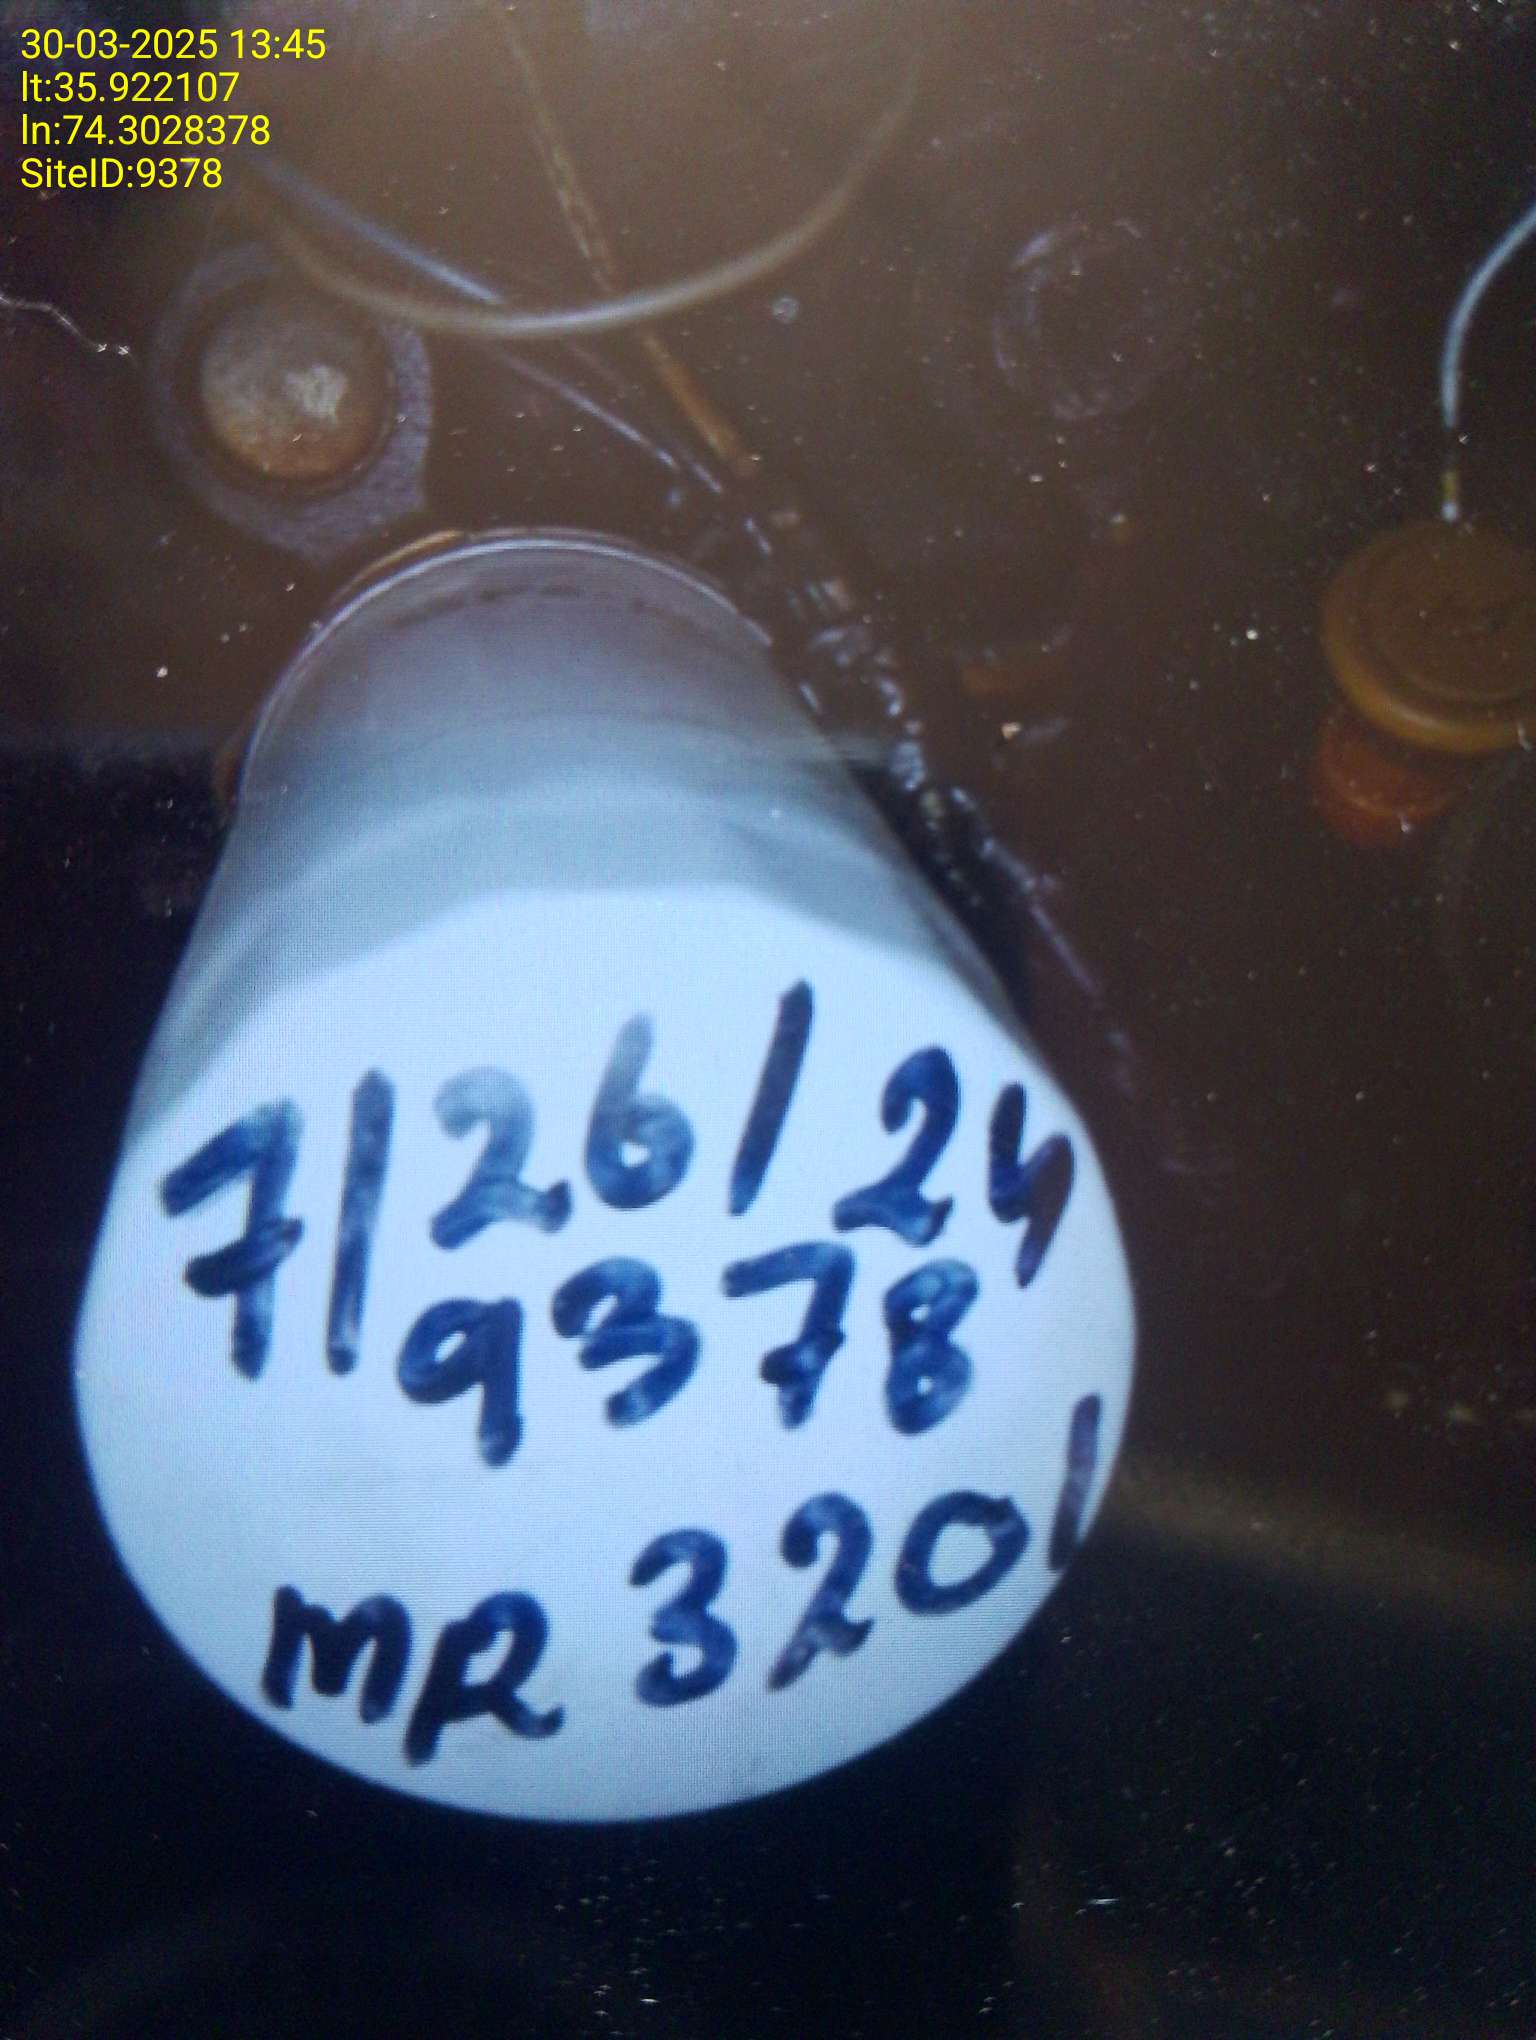 30-03-2025 13:45
lt:35.922107
ln:74.3028378
SiteID:9378
7/26/24
9378
MR 3201